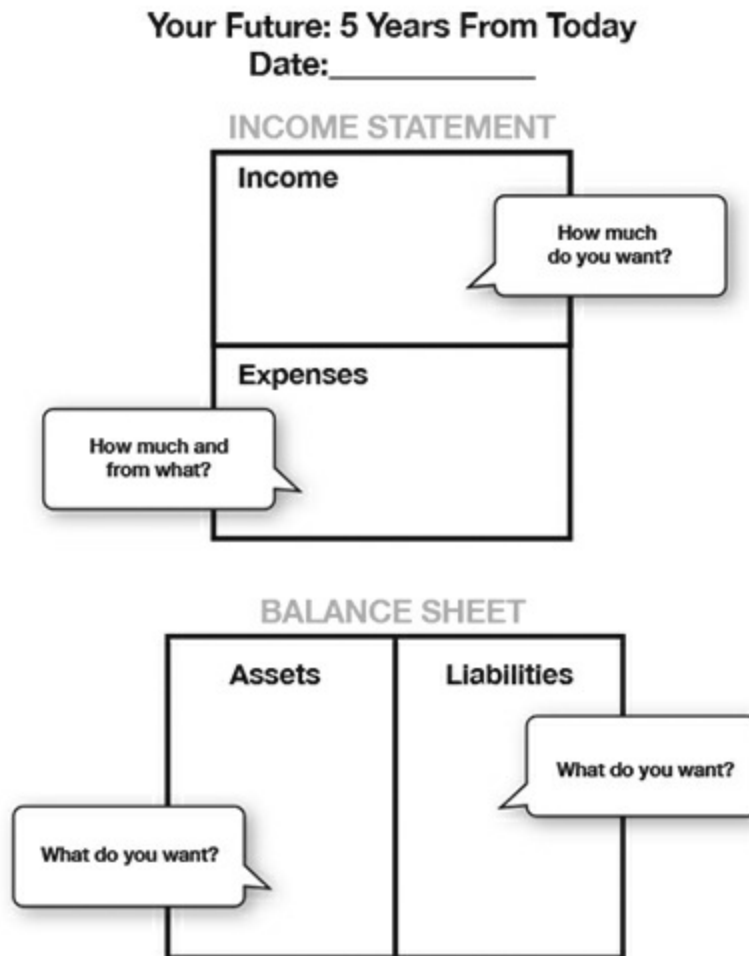 Your Future: 5 Years From Today
Date:____________
INCOME STATEMENT
Income
How much
do you want?
Expenses
How much and
from what?
BALANCE SHEET
Assets
Liabilities
What do you want?
What do you want?